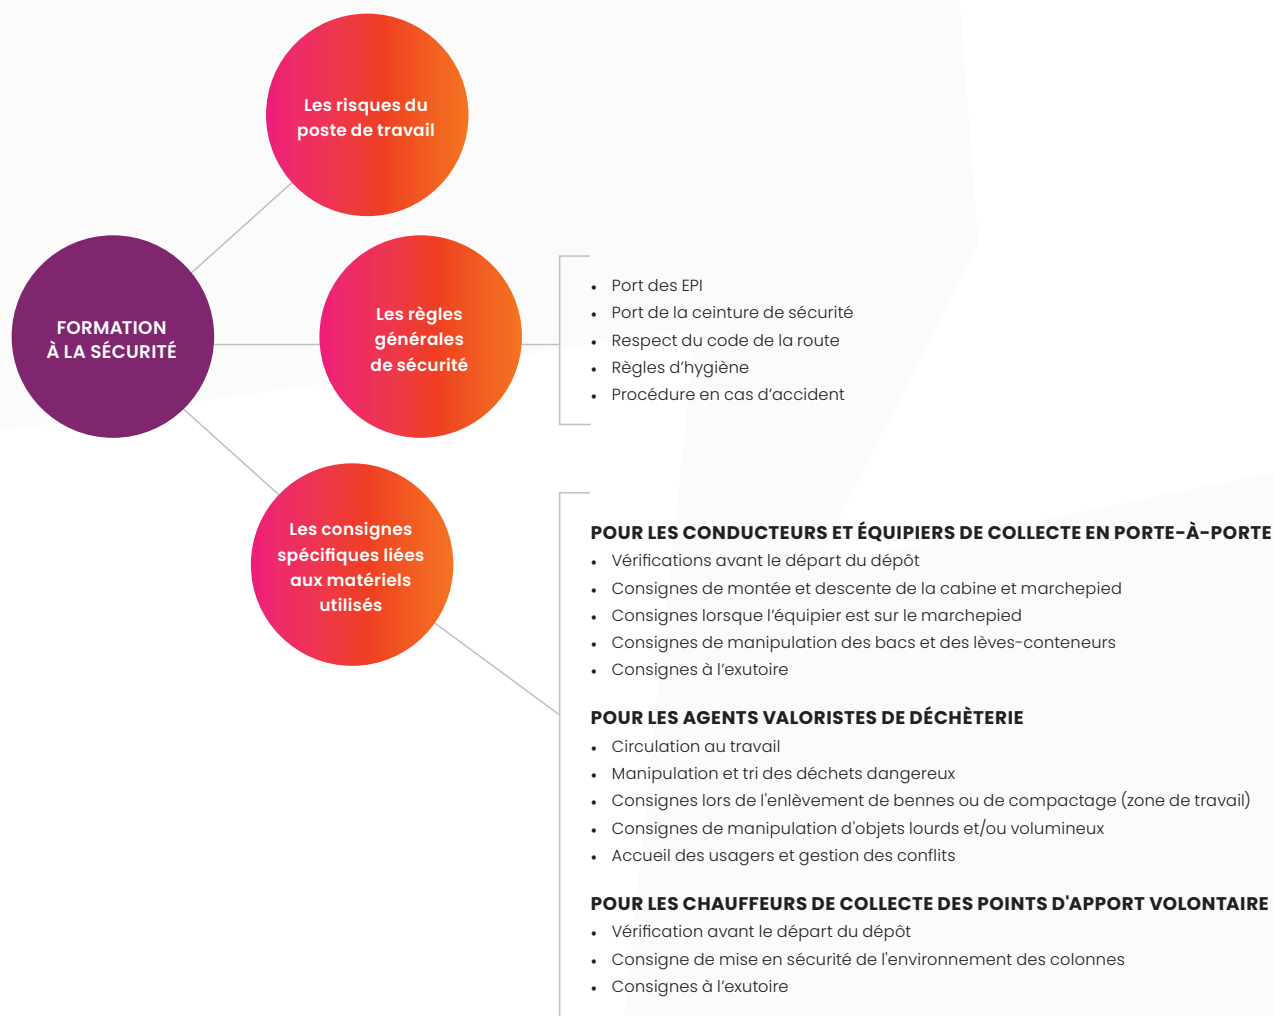 Les risques du
poste de travail
FORMATION
À LA SÉCURITÉ
Les règles
générales
de sécurité
• Port des EPI
• Port de la ceinture de sécurité
• Respect du code de la route
• Règles d’hygiène
• Procédure en cas d’accident
Les consignes
spécifiques liées
aux matériels
utilisés
POUR LES CONDUCTEURS ET ÉQUIPIERS DE COLLECTE EN PORTE-À-PORTE
• Vérifications avant le départ du dépôt
• Consignes de montée et descente de la cabine et marchepied
• Consignes lorsque l’équipier est sur le marchepied
• Consignes de manipulation des bacs et des lèves-conteneurs
• Consignes à l’exutoire
POUR LES AGENTS VALORISTES DE DÉCHÈTERIE
• Circulation au travail
• Manipulation et tri des déchets dangereux
• Consignes lors de l'enlèvement de bennes ou de compactage (zone de travail)
• Consignes de manipulation d'objets lourds et/ou volumineux
• Accueil des usagers et gestion des conflits
POUR LES CHAUFFEURS DE COLLECTE DES POINTS D'APPORT VOLONTAIRE
• Vérification avant le départ du dépôt
• Consigne de mise en sécurité de l'environnement des colonnes
• Consignes à l’exutoire